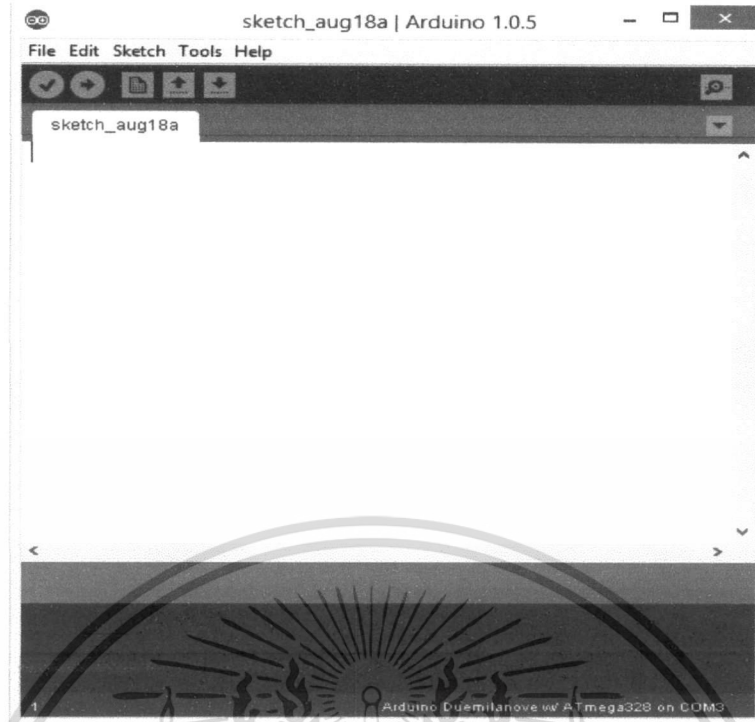 sketch_aug18a | Arduino 1.0.5
File Edit Sketch Tools Help
sketch_aug18a
1 Arduino Duemilanove w/ ATmega328 on COM3